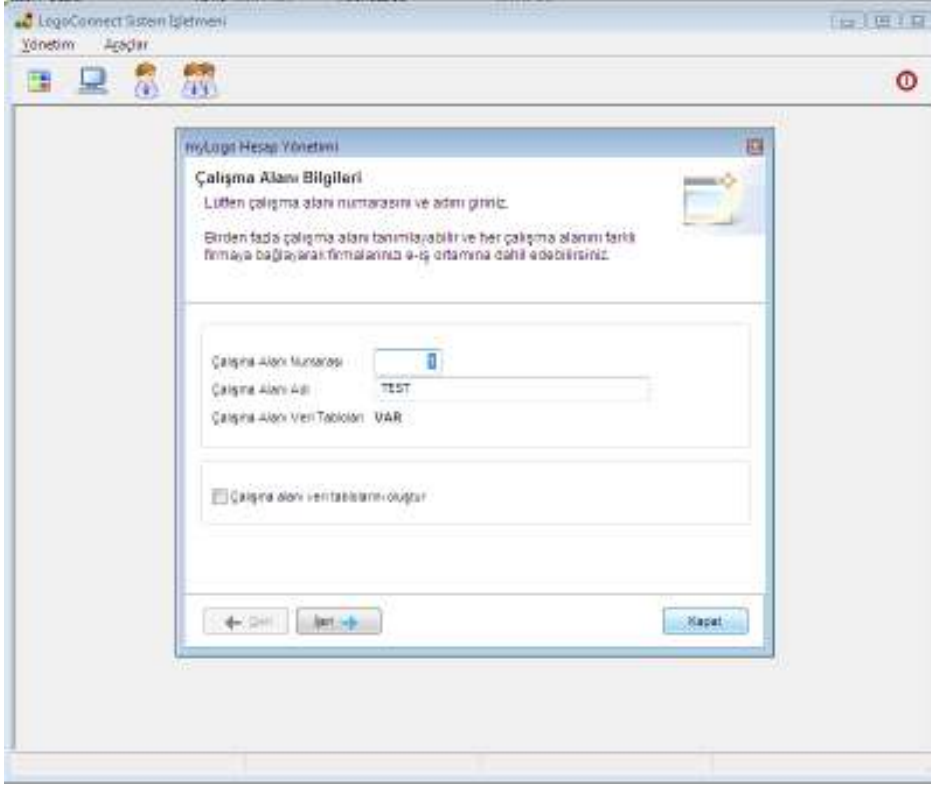 LogoConnect Sistem İşletmeni
Yönetim Araçlar
myLogo Hesap Yönetimi
Çalışma Alanı Bilgileri
Lütfen çalışma alanı numarasını ve adını giriniz.
Birden fazla çalışma alanı tanımlayabilir ve her çalışma alanını farklı
firmaya bağlayarak firmalarınızı e-iş ortamına dahil edebilirsiniz.
Çalışma Alanı Numarası 1
Çalışma Alanı Adı TEST
Çalışma Alanı Veri Tabloları VAR
Çalışma alanı veri tablolarını oluştur
Geri İleri Kapat